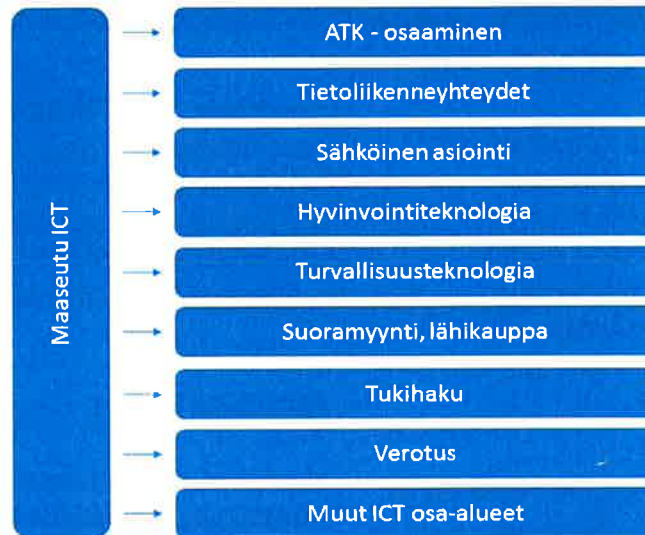 Maaseutu ICT
ATK - osaaminen
Tietoliikenneyhteydet
Sähköinen asiointi
Hyvinvointiteknologia
Turvallisuusteknologia
Suoramyynti, lähikauppa
Tukihaku
Verotus
Muut ICT osa-alueet